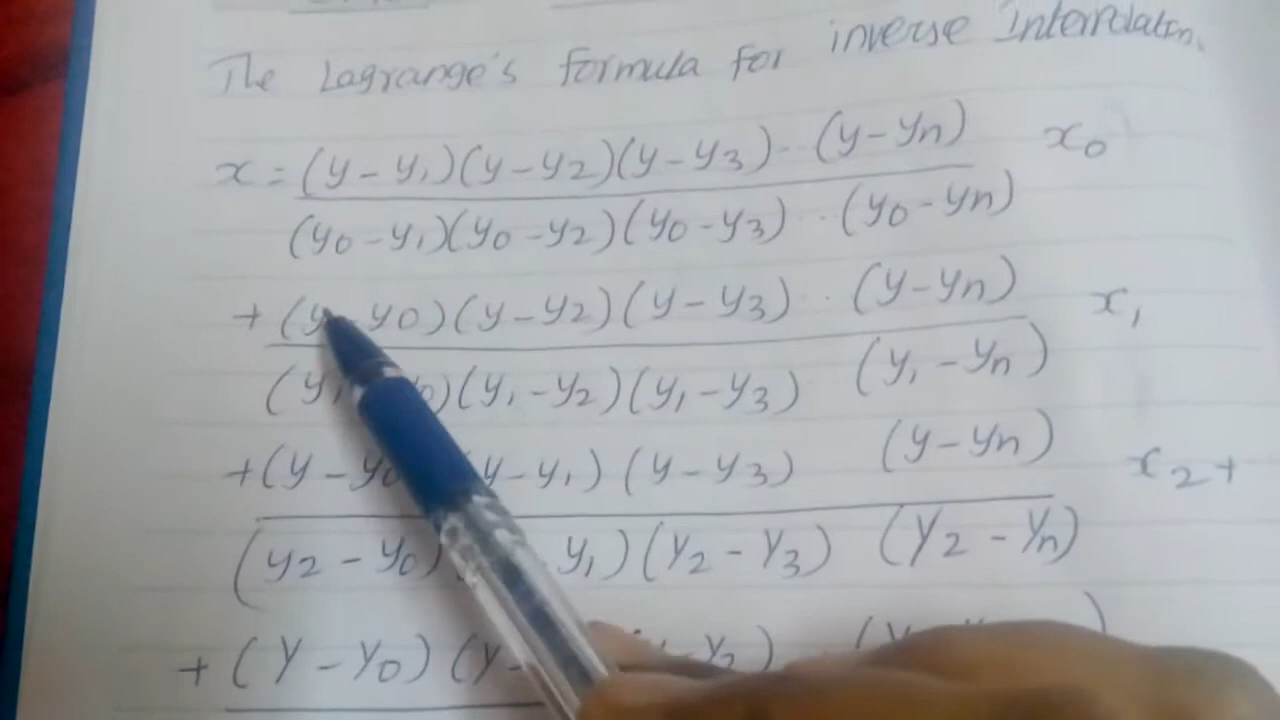 The Lagrange's formula for inverse Interpolation.
x = (y - y₁)(y - y₂)(y - y₃) ·· (y - yn) x₀
(y₀ - y₁)(y₀ - y₂)(y₀ - y₃) ·· (y₀ - yn)
+ (y - y₀)(y - y₂)(y - y₃) · (y - yn) x₁
(y₁ y₀)(y₁ - y₂)(y₁ - y₃) (y₁ - yn)
+ (y - y₀ y - y₁)(y - y₃) (y - yn) x₂ +
(y₂ - y₀) ( y₁)(y₂ - y₃) (y₂ - yn)
+ (y - y₀)(y - y₂)